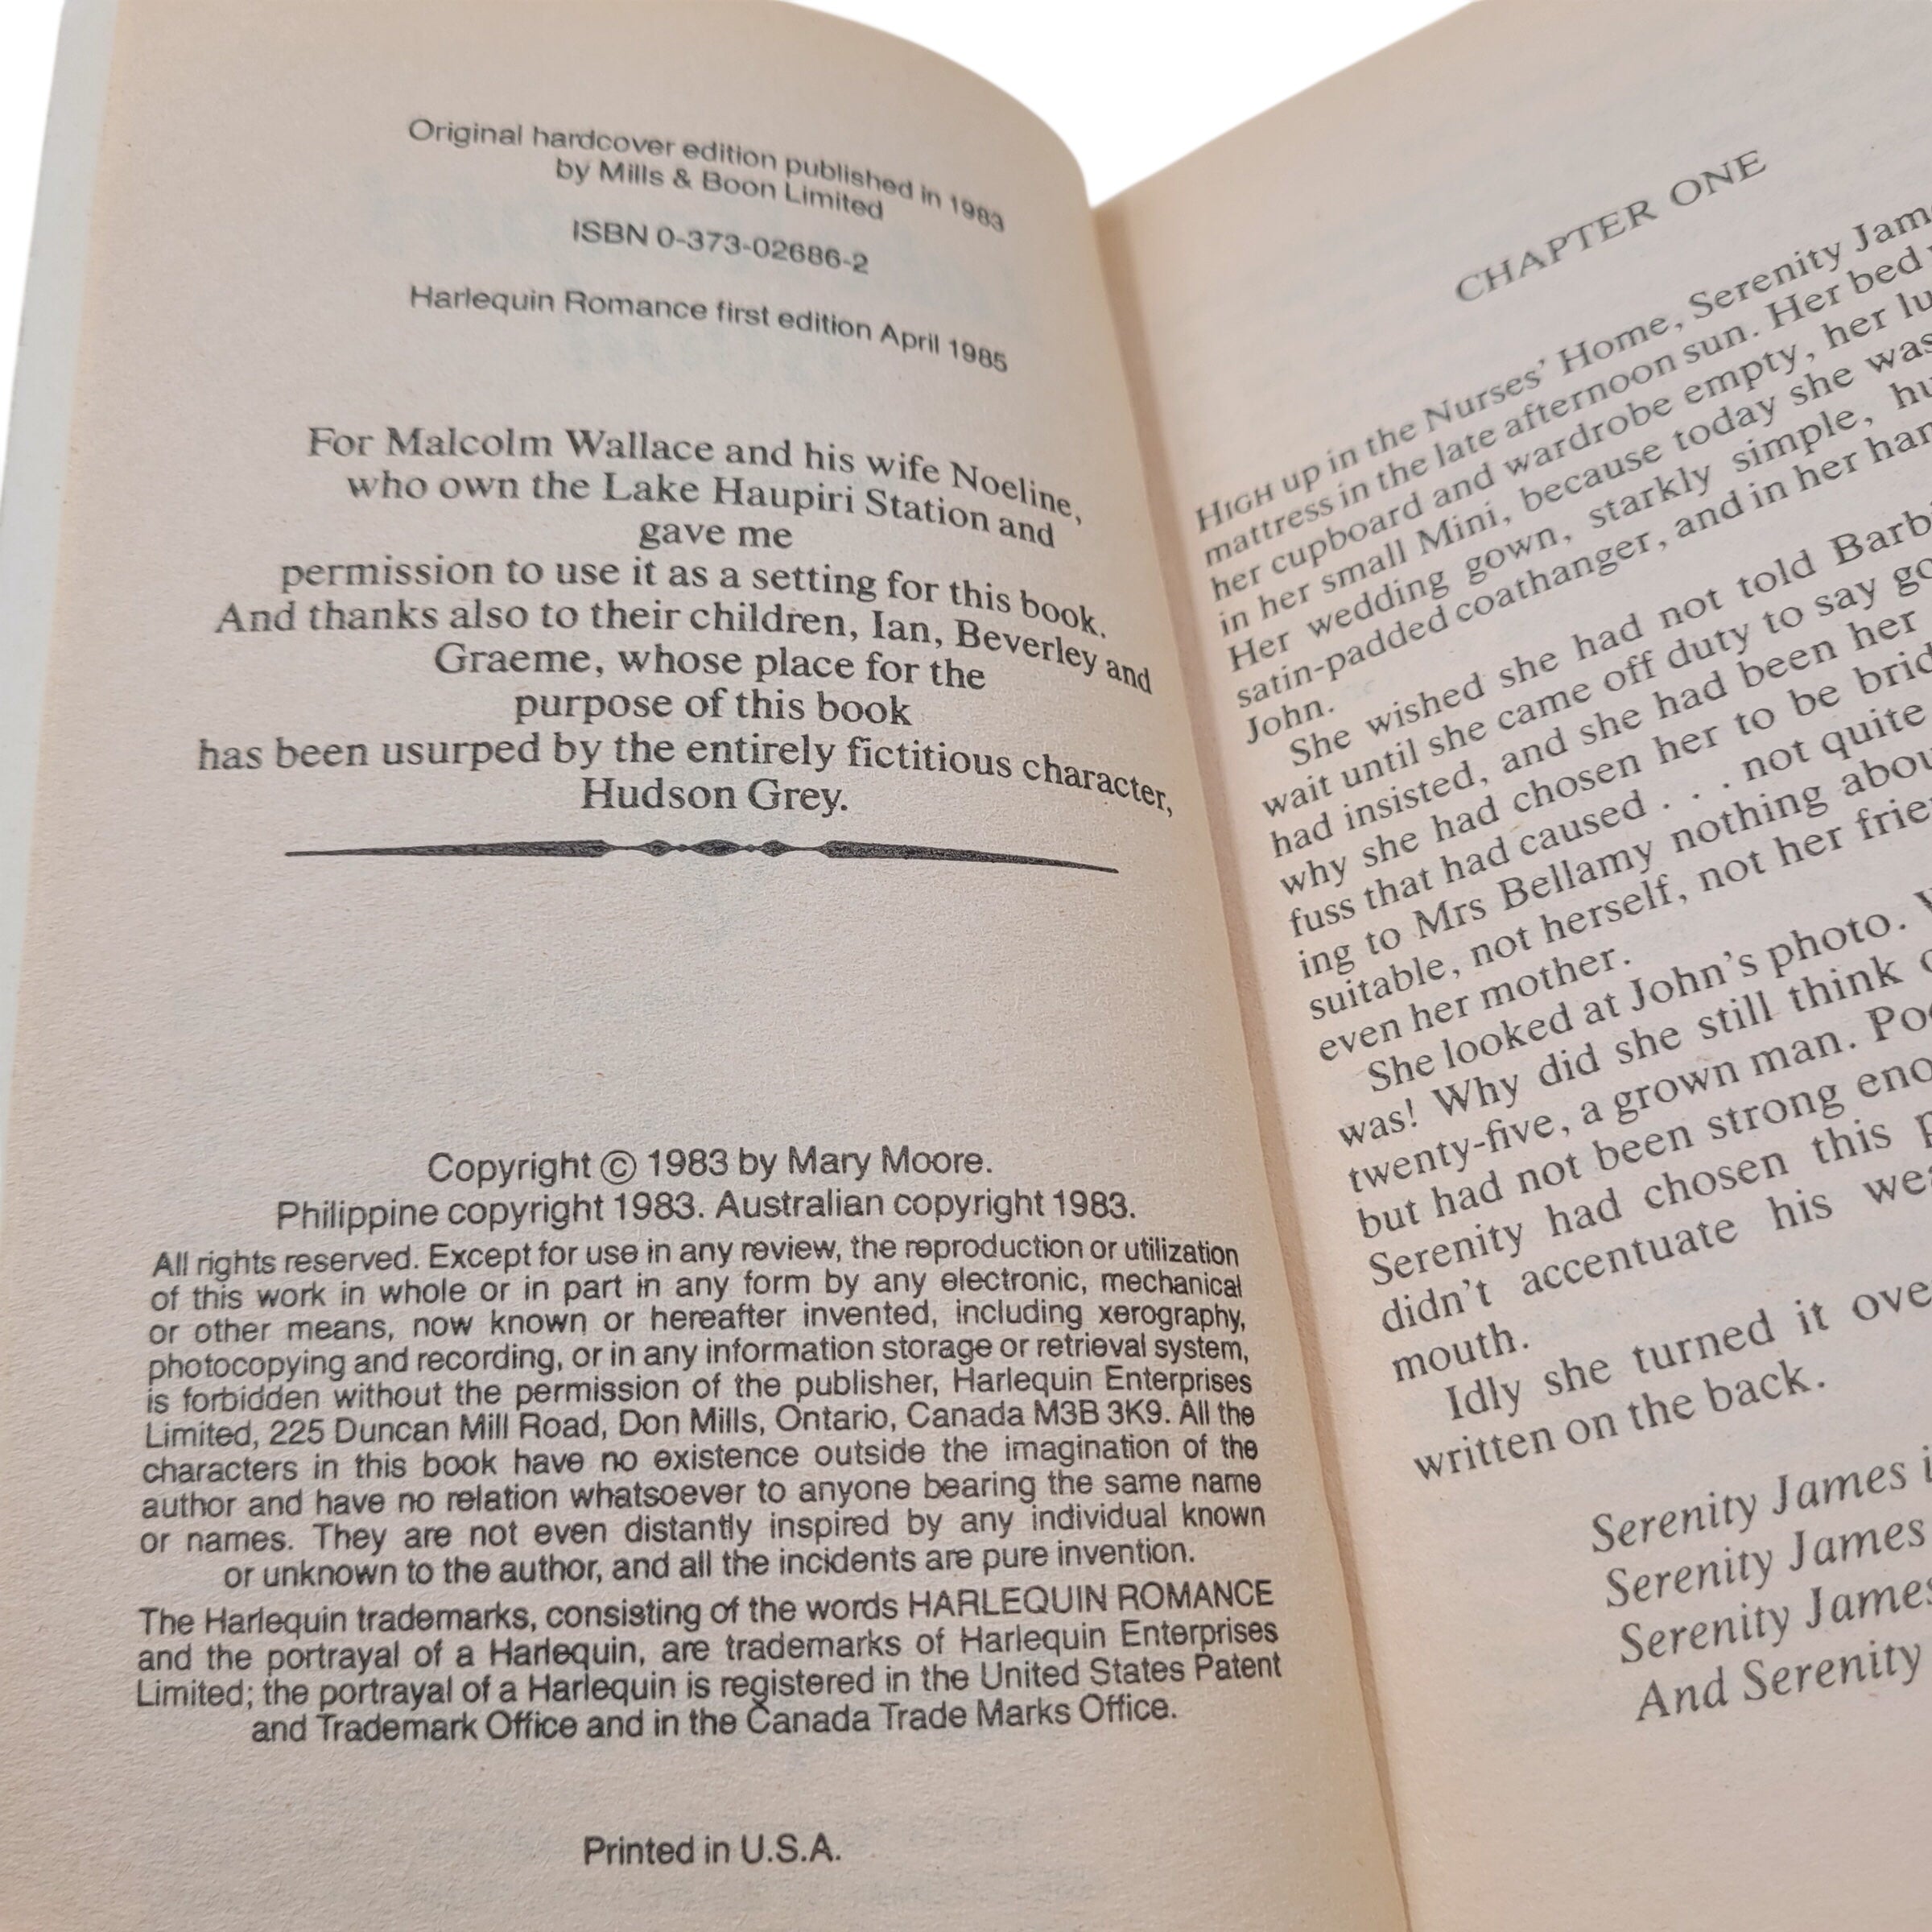 Original hardcover edition published in 1983
by Mills & Boon Limited
ISBN 0-373-02686-2
Harlequin Romance first edition April 1985
For Malcolm Wallace and his wife Noeline,
who own the Lake Haupiri Station and
gave me
permission to use it as a setting for this book.
And thanks also to their children, Ian, Beverley and
Graeme, whose place for the
purpose of this book
has been usurped by the entirely fictitious character,
Hudson Grey.
Copyright © 1983 by Mary Moore.
Philippine copyright 1983. Australian copyright 1983.
All rights reserved. Except for use in any review, the reproduction or utilization
of this work in whole or in part in any form by any electronic, mechanical
or other means, now known or hereafter invented, including xerography,
photocopying and recording, or in any information storage or retrieval system,
is forbidden without the permission of the publisher, Harlequin Enterprises
Limited, 225 Duncan Mill Road, Don Mills, Ontario, Canada M3B 3K9. All the
characters in this book have no existence outside the imagination of the
author and have no relation whatsoever to anyone bearing the same name
or names. They are not even distantly inspired by any individual known
or unknown to the author, and all the incidents are pure invention.
The Harlequin trademarks, consisting of the words HARLEQUIN ROMANCE
and the portrayal of a Harlequin, are trademarks of Harlequin Enterprises
Limited; the portrayal of a Harlequin is registered in the United States Patent
and Trademark Office and in the Canada Trade Marks Office.
Printed in U.S.A.
CHAPTER ONE
HIGH up in the Nurses' Home, Serenity Jam
mattress in the late afternoon sun. Her bed
her cupboard and wardrobe empty, her lu
in her small Mini, because today she was
Her wedding gown, starkly simple, hu
satin-padded coathanger, and in her han
John.
She wished she had not told Barb
wait until she came off duty to say go
had insisted, and she had been her
why she had chosen her to be brid
fuss that had caused . . . not quite
ing to Mrs Bellamy nothing abou
suitable, not herself, not her frie
even her mother.
She looked at John's photo.
was! Why did she still think
twenty-five, a grown man. Poo
but had not been strong eno
Serenity had chosen this p
didn't accentuate his wea
mouth.
Idly she turned it ove
written on the back.
Serenity James i
Serenity James
Serenity James
And Serenity